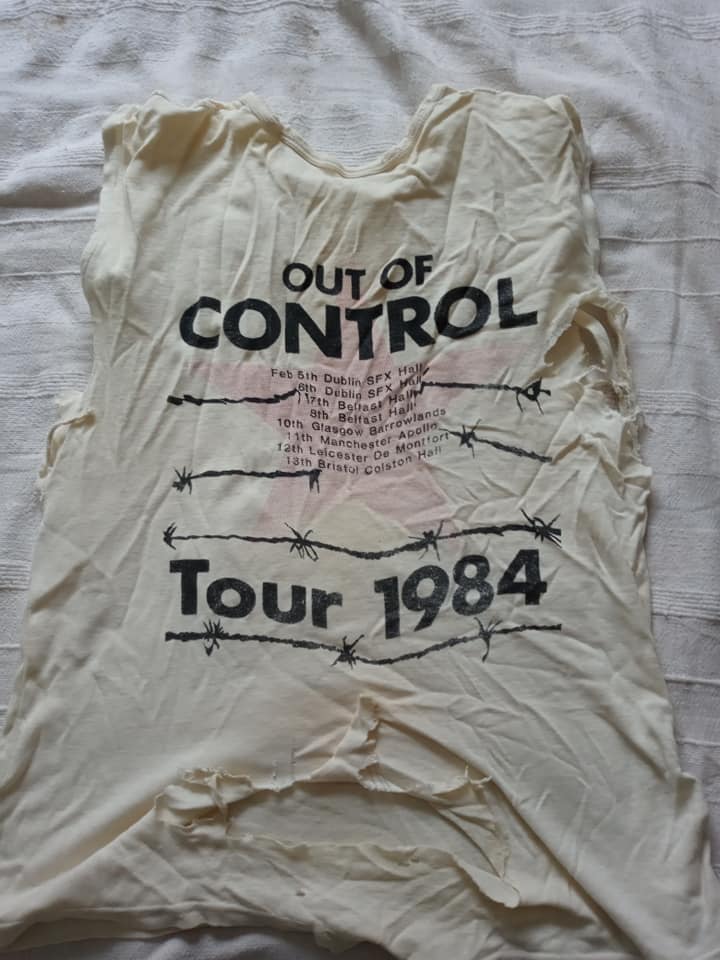 OUT OF
CONTROL
Feb 5th Dublin SFX Hall
6th Dublin SFX Hall
17th Belfast Hall
8th Belfast Hall
10th Glasgow Barrowlands
11th Manchester Apollo
12th Leicester De Montfort
13th Bristol Colston Hall
Tour 1984